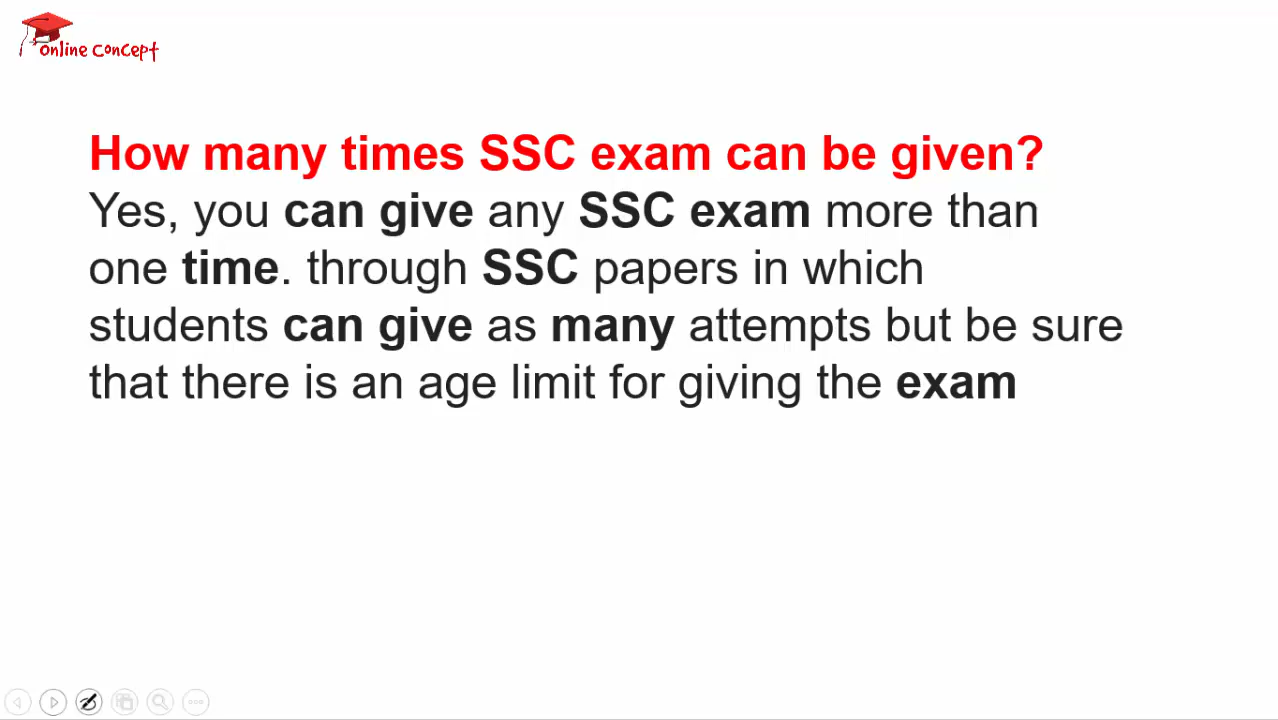 online concept
How many times SSC exam can be given?
Yes, you can give any SSC exam more than
one time. through SSC papers in which
students can give as many attempts but be sure
that there is an age limit for giving the exam